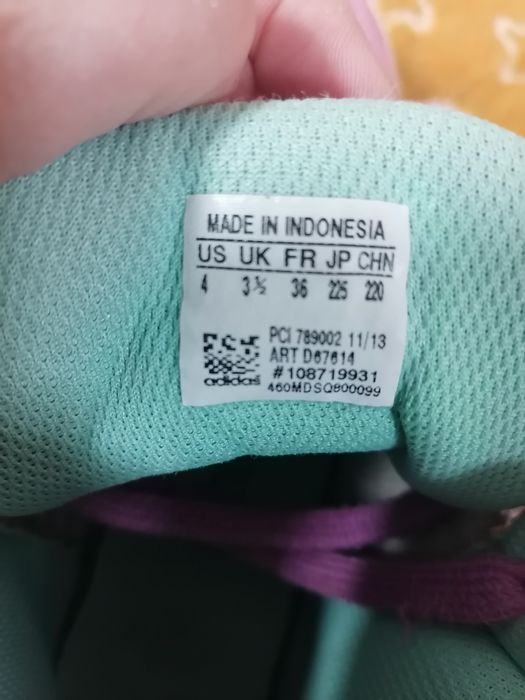 MADE IN INDONESIA
US UK FR JP CHN
4 3½ 36 225 220
PCI 789002 11/13
ART D67614
#108719931
adidas 460MDSQ800099